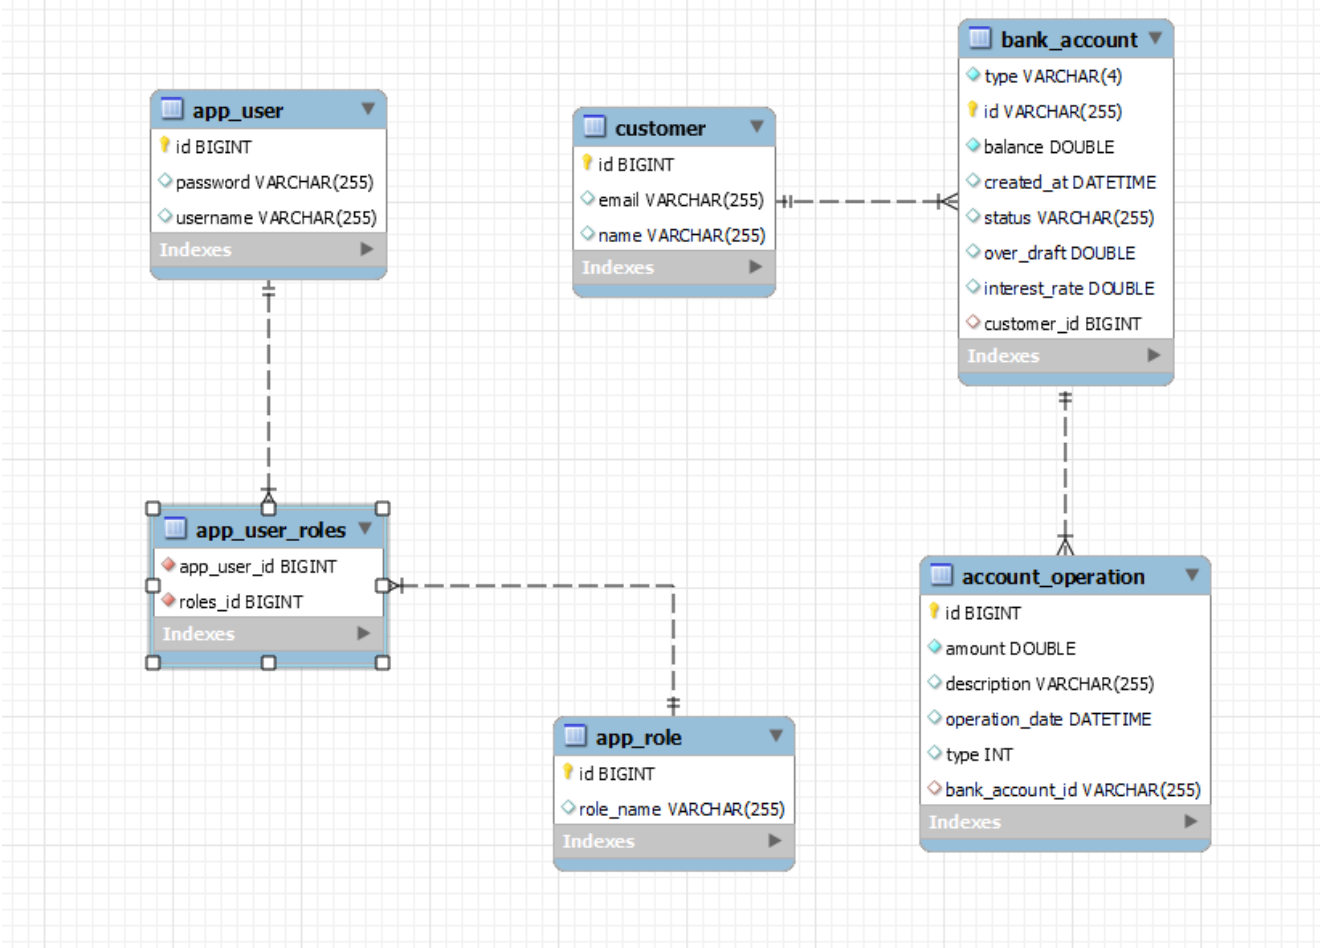 app_user
id BIGINT
password VARCHAR(255)
username VARCHAR(255)
Indexes
customer
id BIGINT
email VARCHAR(255)
name VARCHAR(255)
Indexes
bank_account
type VARCHAR(4)
id VARCHAR(255)
balance DOUBLE
created_at DATETIME
status VARCHAR(255)
over_draft DOUBLE
interest_rate DOUBLE
customer_id BIGINT
Indexes
app_user_roles
app_user_id BIGINT
roles_id BIGINT
Indexes
app_role
id BIGINT
role_name VARCHAR(255)
Indexes
account_operation
id BIGINT
amount DOUBLE
description VARCHAR(255)
operation_date DATETIME
type INT
bank_account_id VARCHAR(255)
Indexes